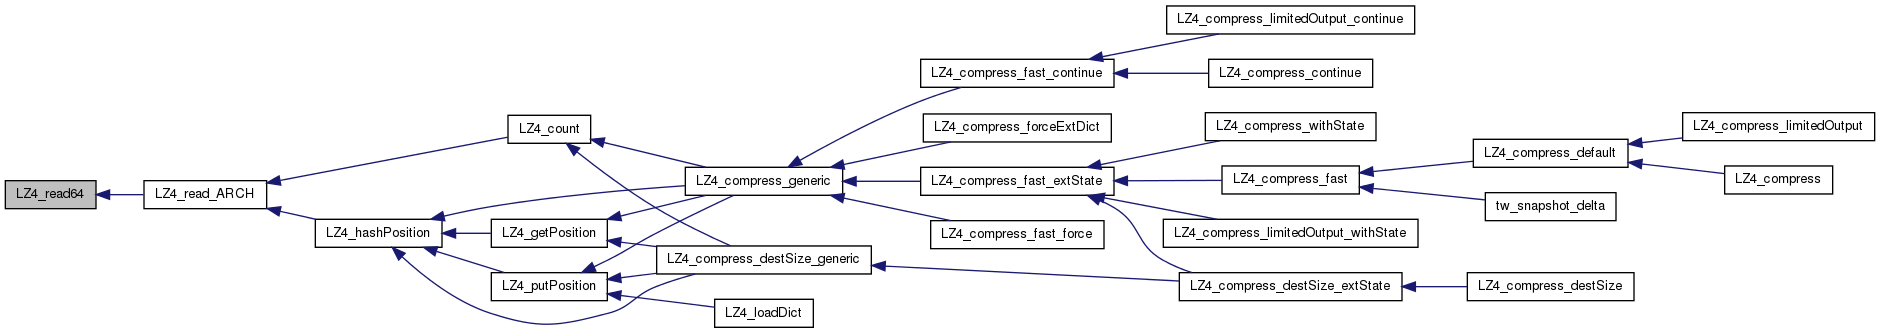 LZ4_read64
LZ4_read_ARCH
LZ4_count
LZ4_hashPosition
LZ4_getPosition
LZ4_putPosition
LZ4_compress_generic
LZ4_compress_destSize_generic
LZ4_loadDict
LZ4_compress_fast_continue
LZ4_compress_forceExtDict
LZ4_compress_fast_extState
LZ4_compress_fast_force
LZ4_compress_limitedOutput_continue
LZ4_compress_continue
LZ4_compress_withState
LZ4_compress_fast
LZ4_compress_limitedOutput_withState
LZ4_compress_destSize_extState
LZ4_compress_default
tw_snapshot_delta
LZ4_compress_destSize
LZ4_compress_limitedOutput
LZ4_compress